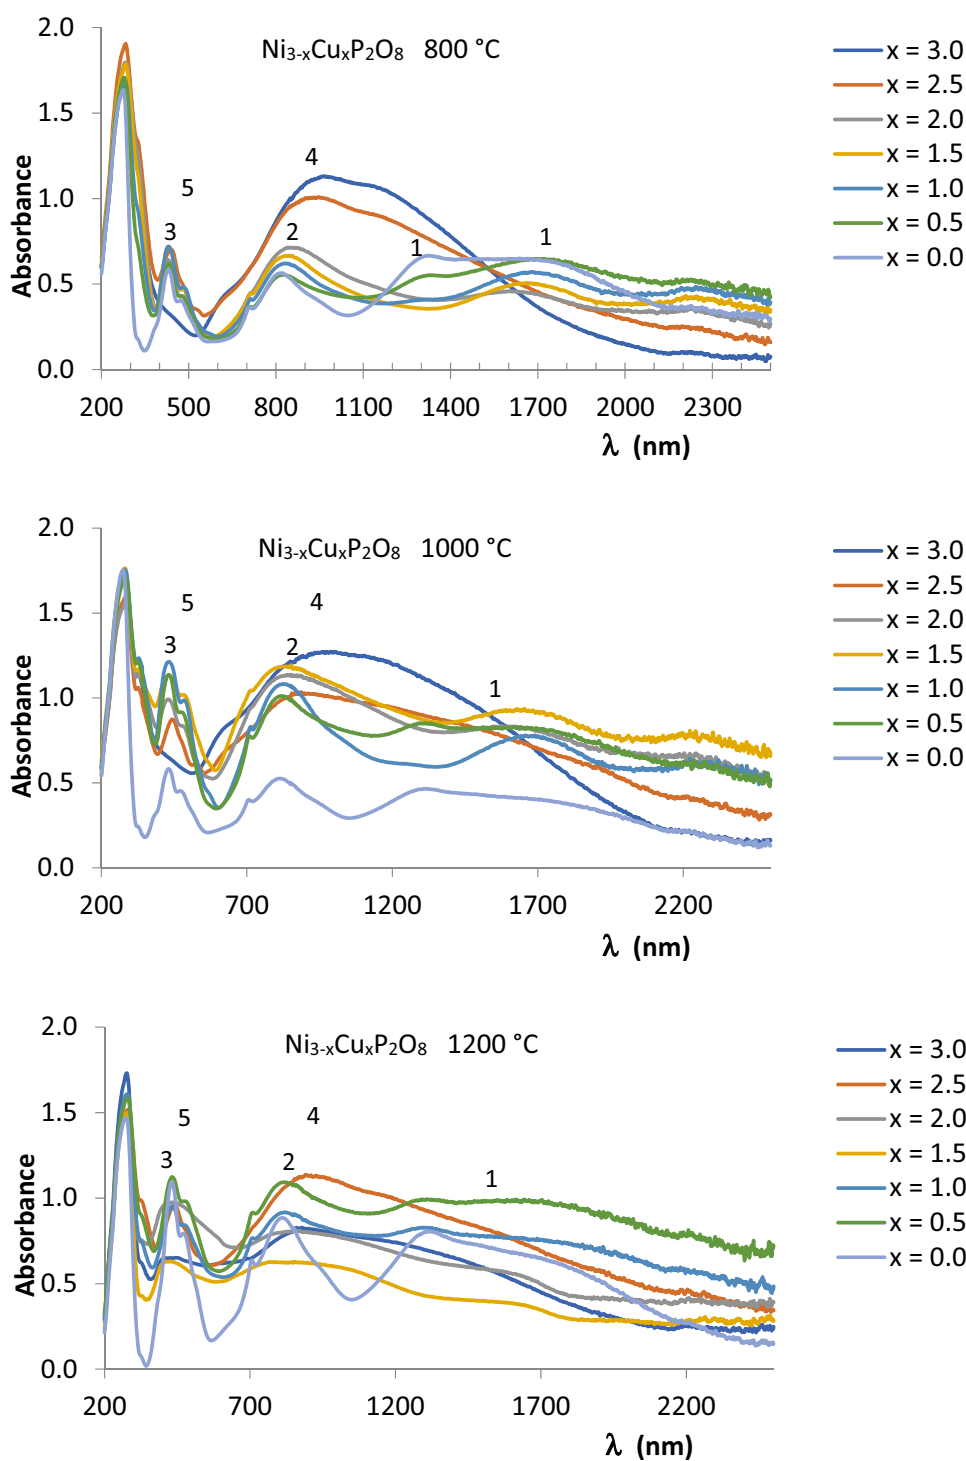 Ni3-xCuxP2O8 800 °C
Absorbance
2.0
1.5
1.0
0.5
0.0
200 500 800 1100 1400 1700 2000 2300
λ (nm)
3
5
2
4
1
1
x = 3.0
x = 2.5
x = 2.0
x = 1.5
x = 1.0
x = 0.5
x = 0.0
Ni3-xCuxP2O8 1000 °C
Absorbance
2.0
1.5
1.0
0.5
0.0
200 700 1200 1700 2200
λ (nm)
3
5
2
4
1
x = 3.0
x = 2.5
x = 2.0
x = 1.5
x = 1.0
x = 0.5
x = 0.0
Ni3-xCuxP2O8 1200 °C
Absorbance
2.0
1.5
1.0
0.5
0.0
200 700 1200 1700 2200
λ (nm)
3
5
2
4
1
x = 3.0
x = 2.5
x = 2.0
x = 1.5
x = 1.0
x = 0.5
x = 0.0